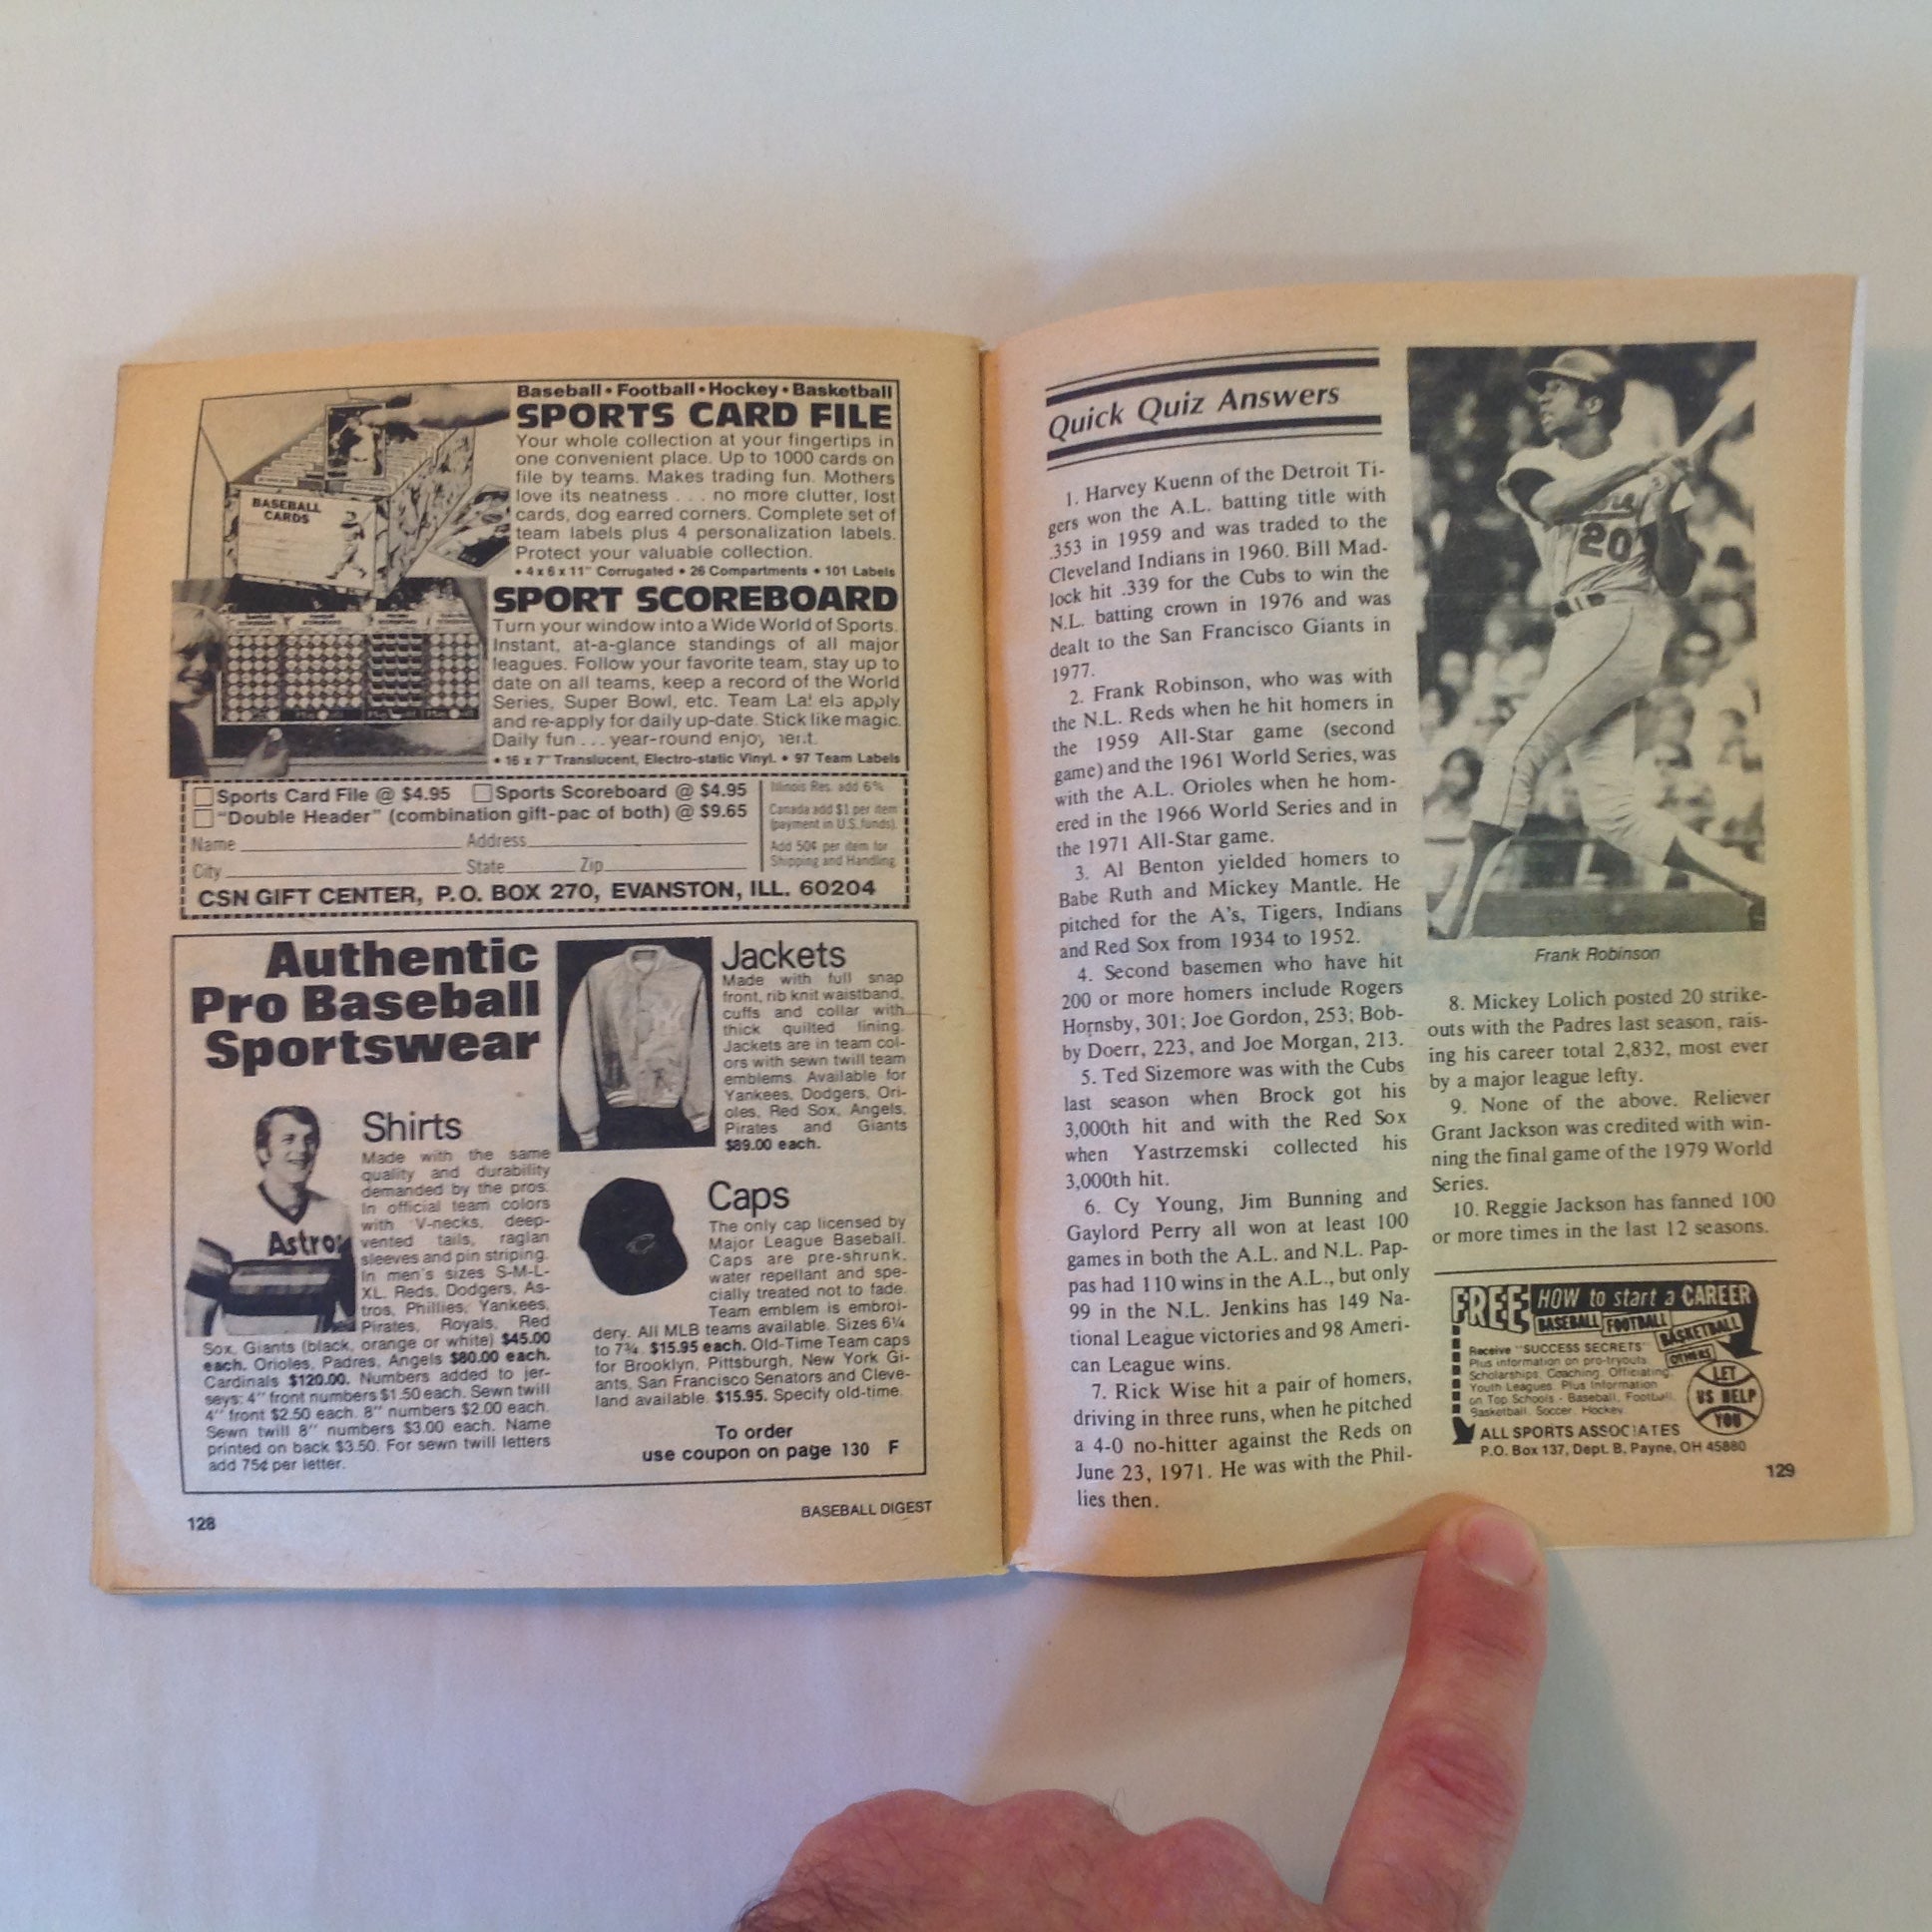 Baseball • Football • Hockey • Basketball
SPORTS CARD FILE
Your whole collection at your fingertips in
one convenient place. Up to 1000 cards on
file by teams. Makes trading fun. Mothers
love its neatness . . . no more clutter, lost
cards, dog earred corners. Complete set of
team labels plus 4 personalization labels.
Protect your valuable collection.
• 4 x 6 x 11" Corrugated • 26 Compartments • 101 Labels
BASEBALL
CARDS
SPORT SCOREBOARD
Turn your window into a Wide World of Sports.
Instant, at-a-glance standings of all major
leagues. Follow your favorite team, stay up to
date on all teams, keep a record of the World
Series, Super Bowl, etc. Team La els apply
and re-apply for daily up-date. Stick like magic.
Daily fun . . . year-round
• 16 x 7" Translucent, Electro-static Vinyl. • 97 Team Labels
Sports Card File @ $4.95 Sports Scoreboard @ $4.95
"Double Header" (combination gift-pac of both) @ $9.65
Name Address
City State Zip
Illinois Res. add 6%
Canada add $1 per item
(payment in U.S. funds).
Add 50¢ per item for
Shipping and Handling
CSN GIFT CENTER, P.O. BOX 270, EVANSTON, ILL. 60204
Authentic
Pro Baseball
Sportswear
Shirts
Made with the same
quality and durability
demanded by the pros.
In official team colors
with V-necks, deep-
vented tails, raglan
sleeves and pin striping.
In men's sizes S-M-L-
XL. Reds, Dodgers, As-
tros, Phillies, Yankees,
Pirates, Royals, Red
Sox, Giants (black, orange or white) $45.00
each. Orioles, Padres, Angels $80.00 each.
Cardinals $120.00. Numbers added to jer-
seys: 4" front numbers $1.50 each. Sewn twill
4" front $2.50 each. 8" numbers $2.00 each.
Sewn twill 8" numbers $3.00 each. Name
printed on back $3.50. For sewn twill letters
add 75¢ per letter.
Astros
Jackets
Made with full snap
front, rib knit waistband,
cuffs and collar with
thick quilted lining.
Jackets are in team col-
ors with sewn twill team
emblems. Available for
Yankees, Dodgers, Ori-
oles, Red Sox, Angels,
Pirates and Giants
$89.00 each.
Caps
The only cap licensed by
Major League Baseball.
Caps are pre-shrunk,
water repellant and spe-
cially treated not to fade.
Team emblem is embroi-
dery. All MLB teams available. Sizes 6¼
to 7¾. $15.95 each. Old-Time Team caps
for Brooklyn, Pittsburgh, New York Gi-
ants, San Francisco Senators and Cleve-
land available. $15.95. Specify old-time.
To order
use coupon on page 130 F
128
BASEBALL DIGEST
Quick Quiz Answers
1. Harvey Kuenn of the Detroit Ti-
gers won the A.L. batting title with
.353 in 1959 and was traded to the
Cleveland Indians in 1960. Bill Mad-
lock hit .339 for the Cubs to win the
N.L. batting crown in 1976 and was
dealt to the San Francisco Giants in
1977.
2. Frank Robinson, who was with
the N.L. Reds when he hit homers in
the 1959 All-Star game (second
game) and the 1961 World Series, was
with the A.L. Orioles when he hom-
ered in the 1966 World Series and in
the 1971 All-Star game.
3. Al Benton yielded homers to
Babe Ruth and Mickey Mantle. He
pitched for the A's, Tigers, Indians
and Red Sox from 1934 to 1952.
4. Second basemen who have hit
200 or more homers include Rogers
Hornsby, 301; Joe Gordon, 253; Bob-
by Doerr, 223, and Joe Morgan, 213.
5. Ted Sizemore was with the Cubs
last season when Brock got his
3,000th hit and with the Red Sox
when Yastrzemski collected his
3,000th hit.
6. Cy Young, Jim Bunning and
Gaylord Perry all won at least 100
games in both the A.L. and N.L. Pap-
pas had 110 wins in the A.L., but only
99 in the N.L. Jenkins has 149 Na-
tional League victories and 98 Ameri-
can League wins.
7. Rick Wise hit a pair of homers,
driving in three runs, when he pitched
a 4-0 no-hitter against the Reds on
June 23, 1971. He was with the Phil-
lies then.
20
Frank Robinson
8. Mickey Lolich posted 20 strike-
outs with the Padres last season, rais-
ing his career total 2,832, most ever
by a major league lefty.
9. None of the above. Reliever
Grant Jackson was credited with win-
ning the final game of the 1979 World
Series.
10. Reggie Jackson has fanned 100
or more times in the last 12 seasons.
FREE HOW to start a CAREER
BASEBALL FOOTBALL BASKETBALL
OTHERS
Receive "SUCCESS SECRETS"
Plus information on pro-tryouts.
Scholarships. Coaching. Officiating.
Youth Leagues. Plus Information
on Top Schools - Baseball, Football,
Basketball, Soccer, Hockey
LET
US HELP
YOU
ALL SPORTS ASSOCIATES
P.O. Box 137, Dept. B, Payne, OH 45880
129